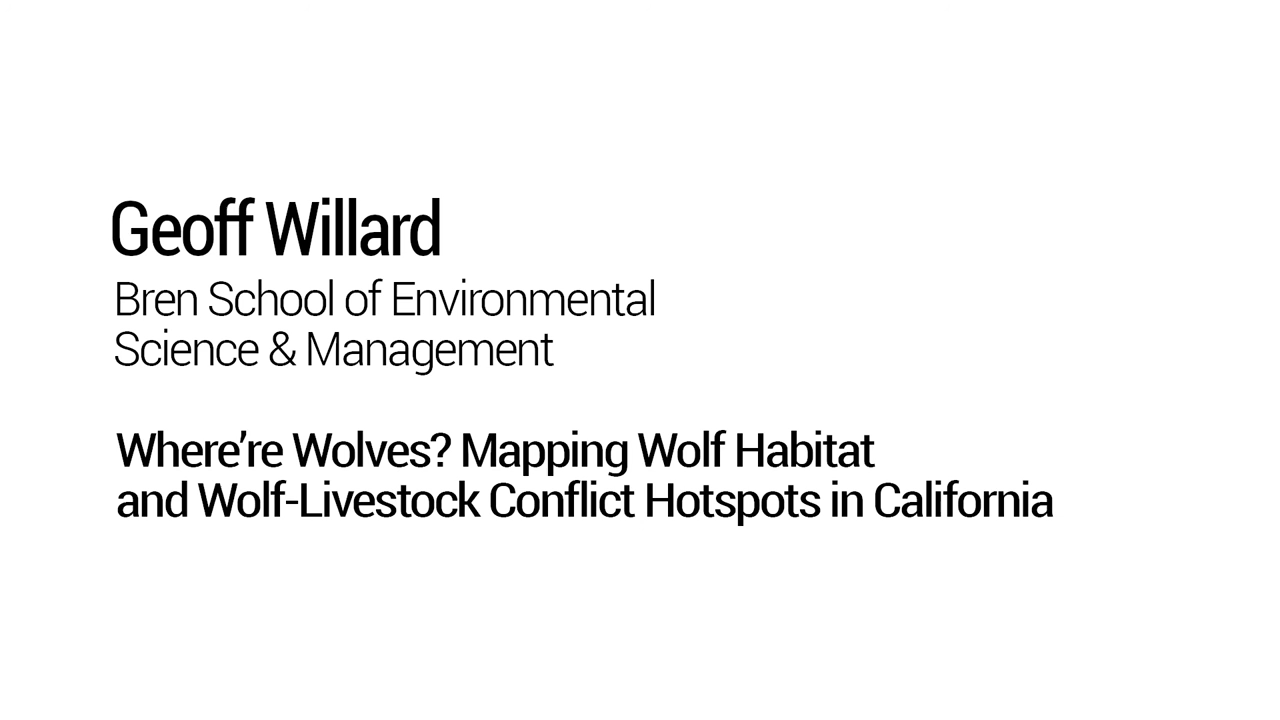 Geoff Willard
Bren School of Environmental
Science & Management
Where’re Wolves? Mapping Wolf Habitat
and Wolf-Livestock Conflict Hotspots in California